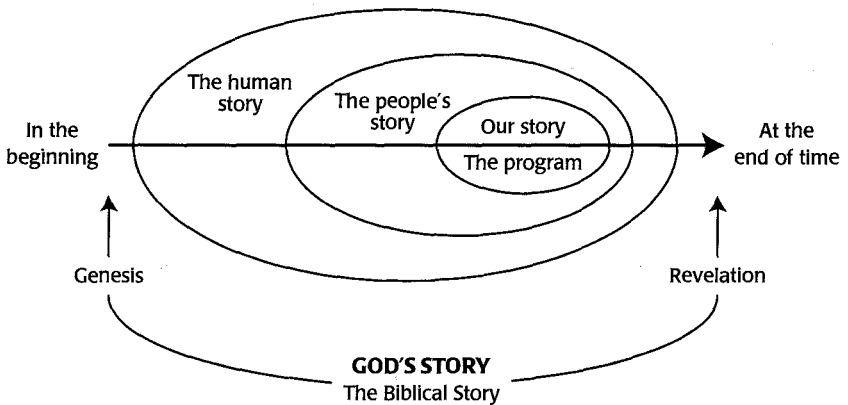 The human
story
The people's
story
Our story
The program
In the
beginning
At the
end of time
Genesis
Revelation
GOD'S STORY
The Biblical Story